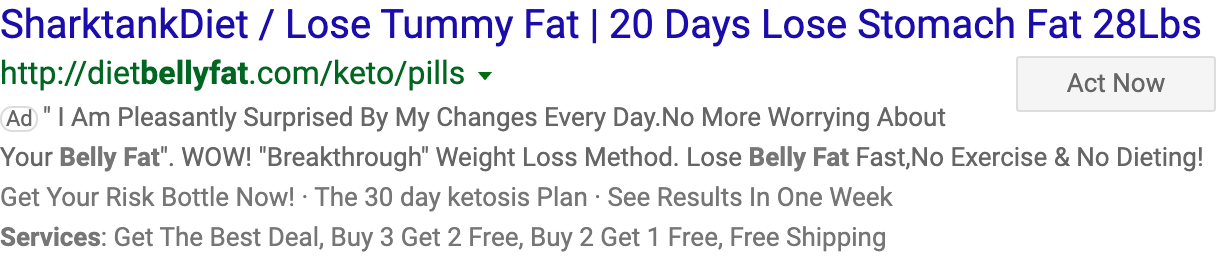 SharktankDiet / Lose Tummy Fat | 20 Days Lose Stomach Fat 28Lbs
http://dietbellyfat.com/keto/pills
Act Now
Ad " I Am Pleasantly Surprised By My Changes Every Day.No More Worrying About
Your Belly Fat". WOW! "Breakthrough" Weight Loss Method. Lose Belly Fat Fast,No Exercise & No Dieting!
Get Your Risk Bottle Now! · The 30 day ketosis Plan · See Results In One Week
Services: Get The Best Deal, Buy 3 Get 2 Free, Buy 2 Get 1 Free, Free Shipping